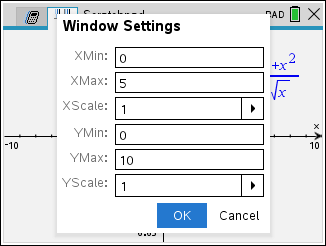 Scratchpad
PAD
Window Settings
XMin: 0
XMax: 5
XScale: 1
YMin: 0
YMax: 10
YScale: 1
OK Cancel
+x²
√x
x
-10
10